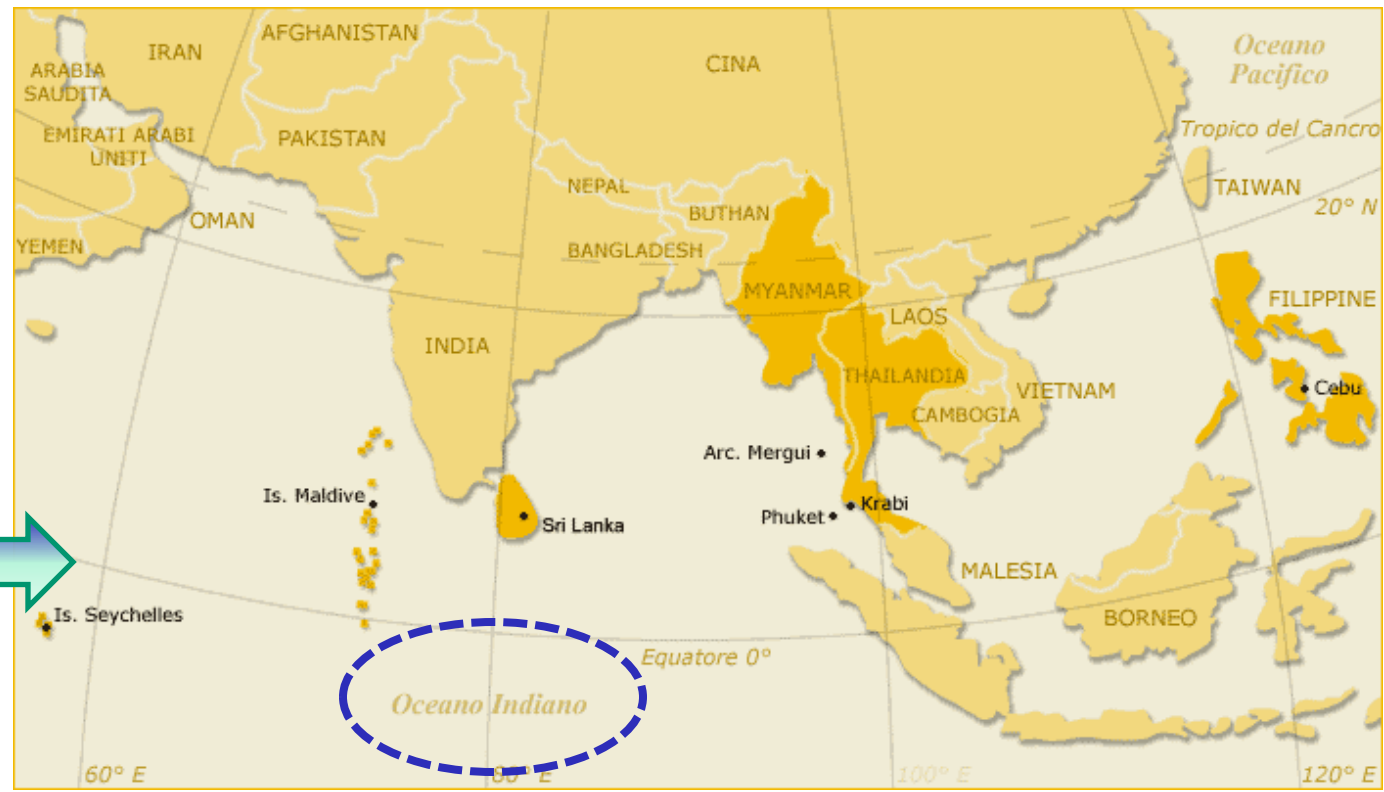 Oceano
Pacifico
AFGHANISTAN
IRAN
CINA
ARABIA
SAUDITA
EMIRATI ARABI
UNITI
PAKISTAN
Tropico del Cancro
NEPAL
TAIWAN
BUTHAN
20° N
OMAN
YEMEN
BANGLADESH
MYANMAR
FILIPPINE
LAOS
INDIA
THAILANDIA
VIETNAM
Cebu
CAMBOGIA
Arc. Mergui
Is. Maldive
Krabi
Phuket
Sri Lanka
MALESIA
Is. Seychelles
BORNEO
Equatore 0°
Oceano Indiano
60° E
80° E
100° E
120° E